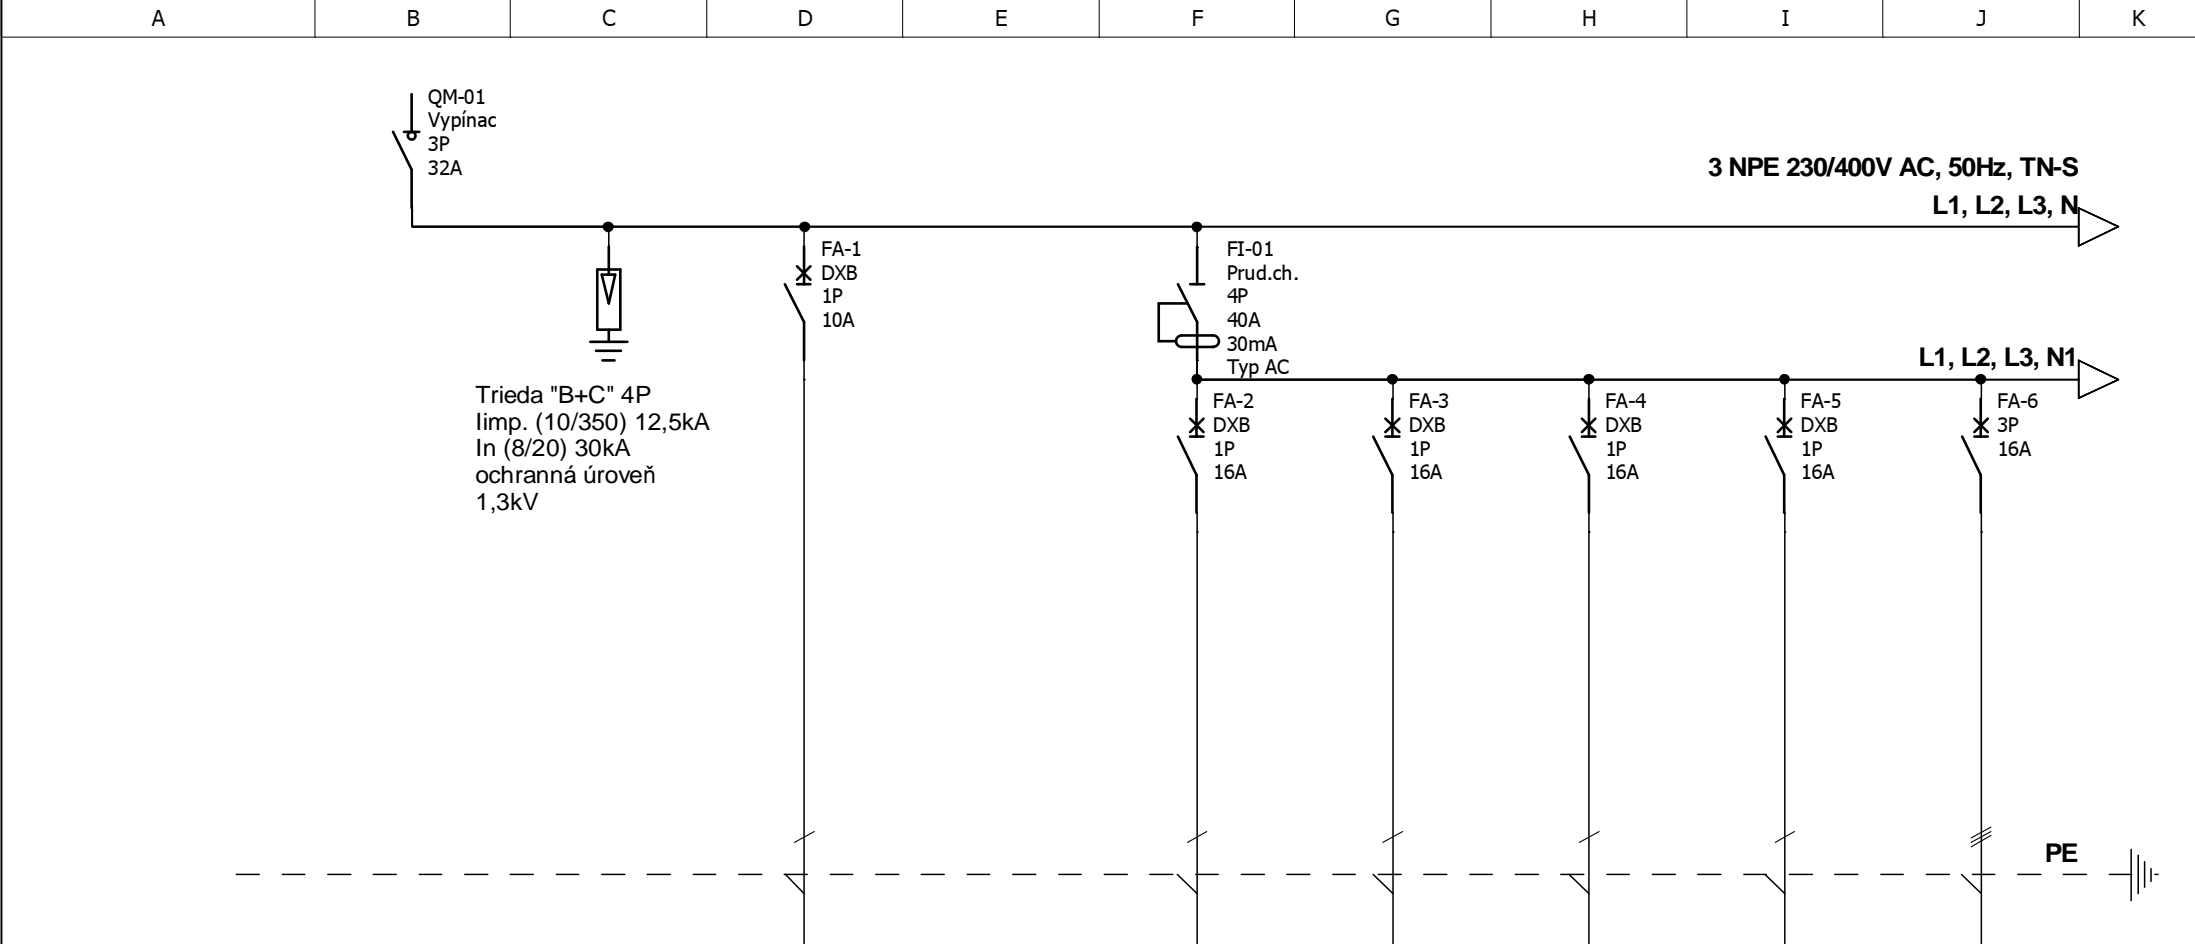 A B C D E F G H I J K
QM-01
Vypínac
3P
32A
3 NPE 230/400V AC, 50Hz, TN-S
L1, L2, L3, N
FA-1
DXB
1P
10A
FI-01
Prud.ch.
4P
40A
30mA
Typ AC
L1, L2, L3, N1
Trieda "B+C" 4P
Iimp. (10/350) 12,5kA
In (8/20) 30kA
ochranná úroveň
1,3kV
FA-2
DXB
1P
16A
FA-3
DXB
1P
16A
FA-4
DXB
1P
16A
FA-5
DXB
1P
16A
FA-6
3P
16A
PE